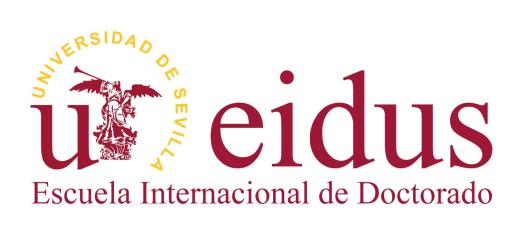 UNIVERSIDAD DE SEVILLA
u eidus
Escuela Internacional de Doctorado